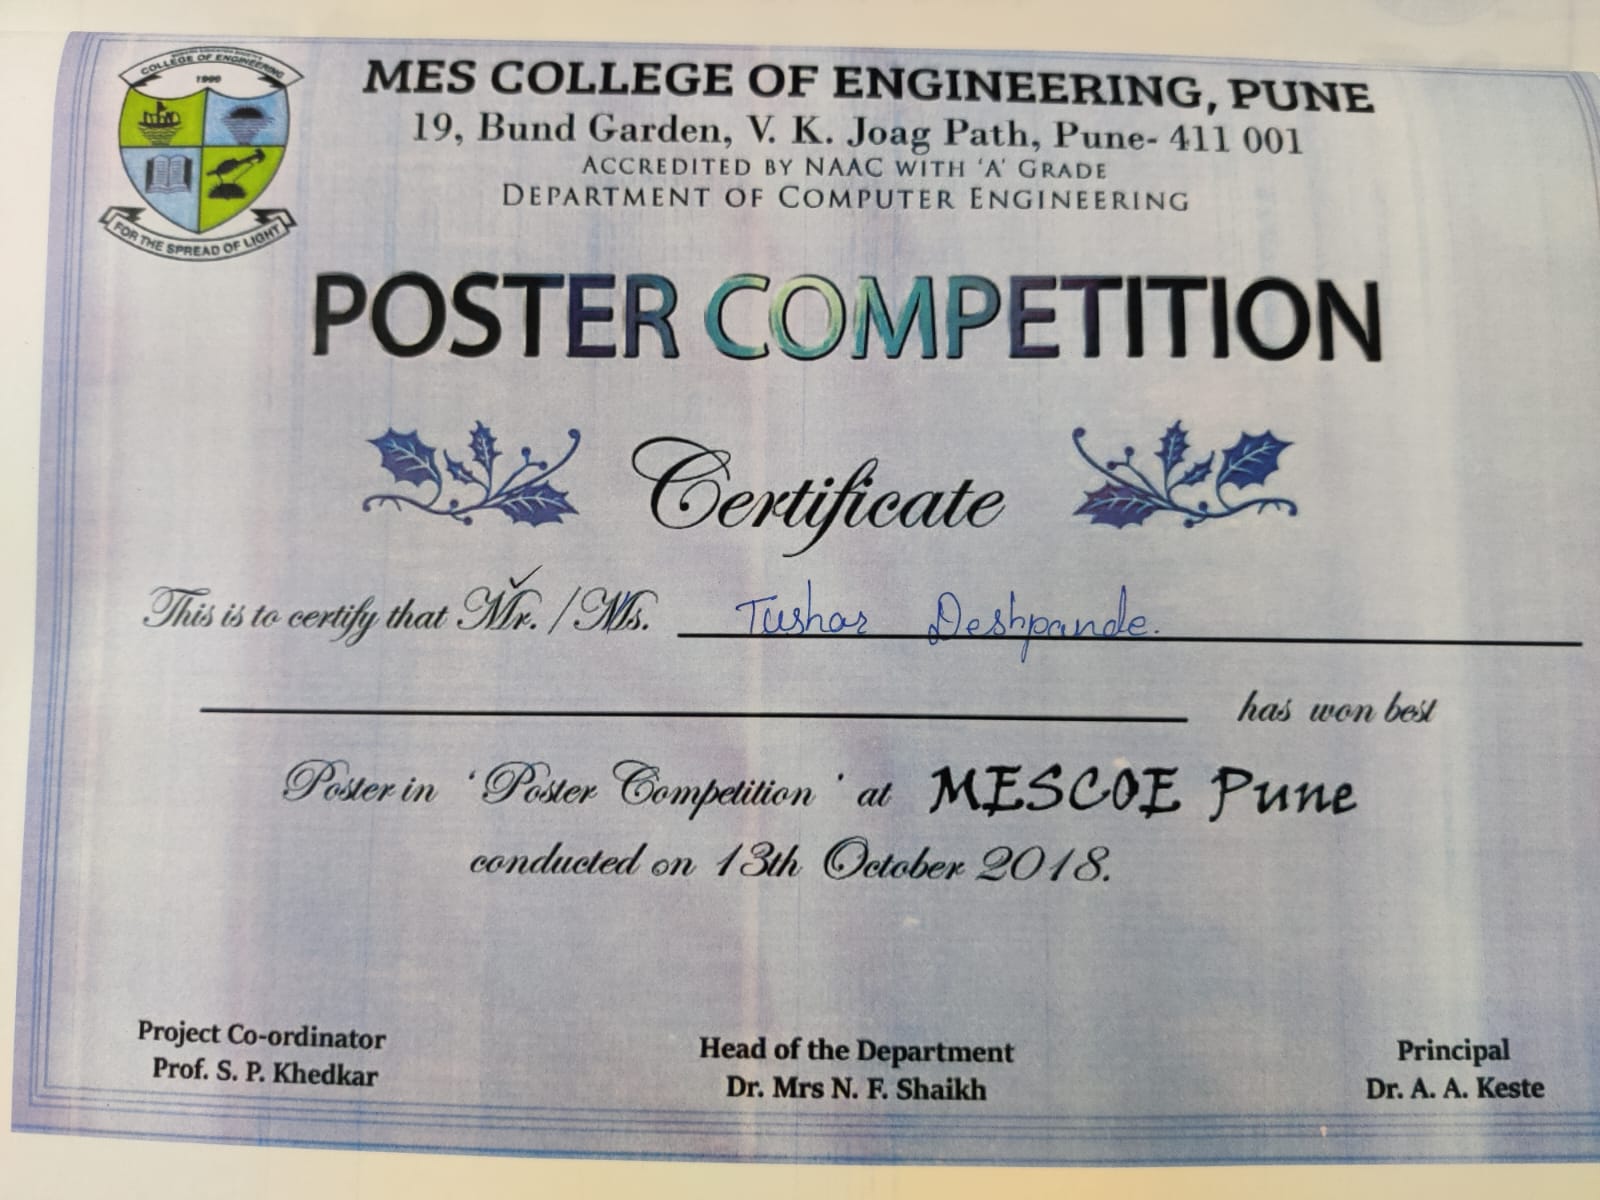 COLLEGE OF ENGINEERING
1999
FOR THE SPREAD OF LIGHT
MES COLLEGE OF ENGINEERING, PUNE
19, Bund Garden, V. K. Joag Path, Pune- 411 001
ACCREDITED BY NAAC WITH 'A' GRADE
DEPARTMENT OF COMPUTER ENGINEERING
POSTER COMPETITION
Certificate
This is to certify that Mr. / Ms. Tushar Deshpande.
has won best
Poster in 'Poster Competition' at MESCOE Pune
conducted on 13th October 2018.
Project Co-ordinator
Prof. S. P. Khedkar
Head of the Department
Dr. Mrs N. F. Shaikh
Principal
Dr. A. A. Keste